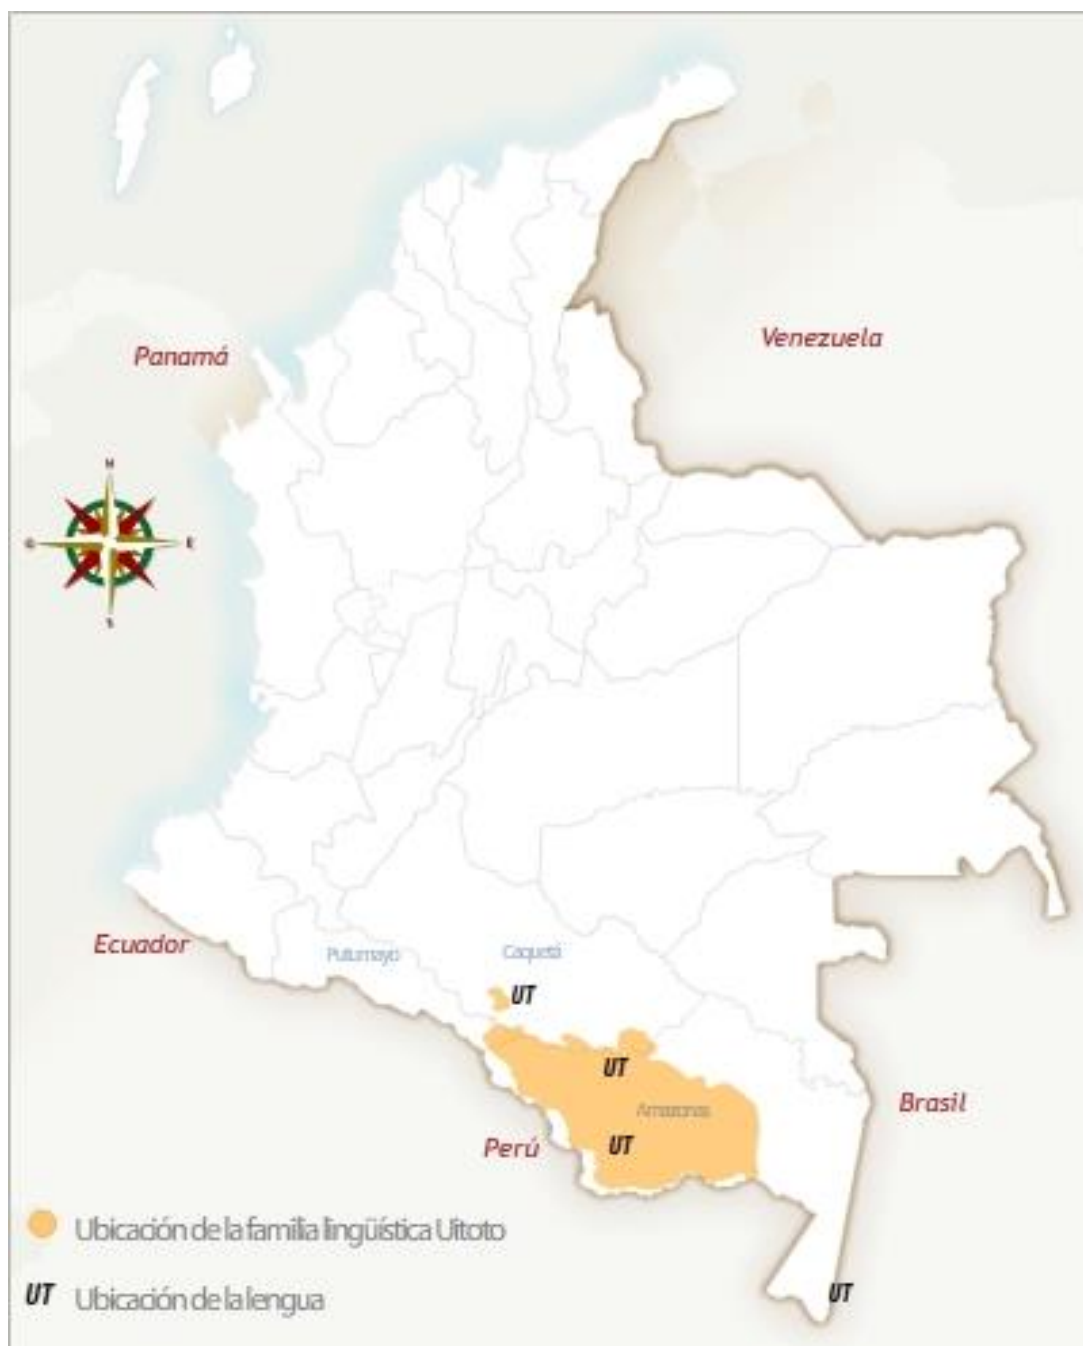 Panamá
Venezuela
N
O E
S
Ecuador
Putumayo
Caquetá
UT
UT
Amazonas
Brasil
UT
Perú
Ubicación de la familia lingüística Uitoto
UT
UT Ubicación de la lengua